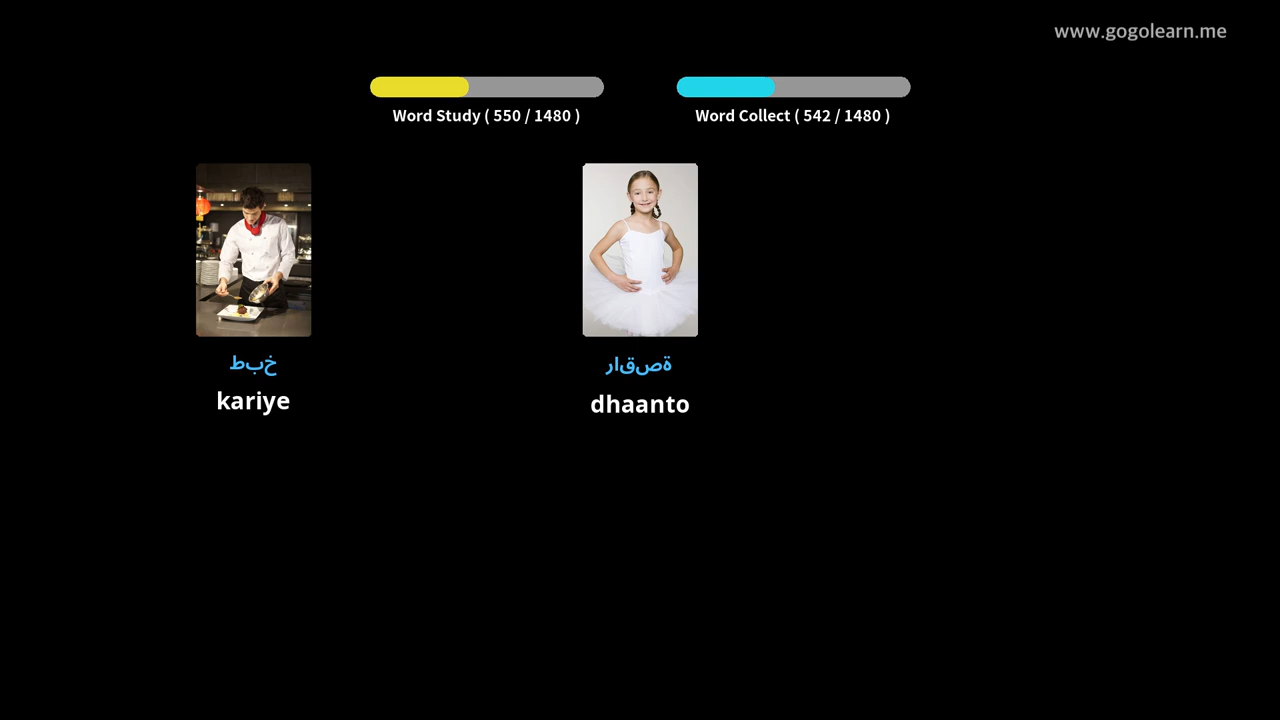 www.gogolearn.me
Word Study ( 550 / 1480 )
Word Collect ( 542 / 1480 )
خبط
kariye
ةصقار
dhaanto